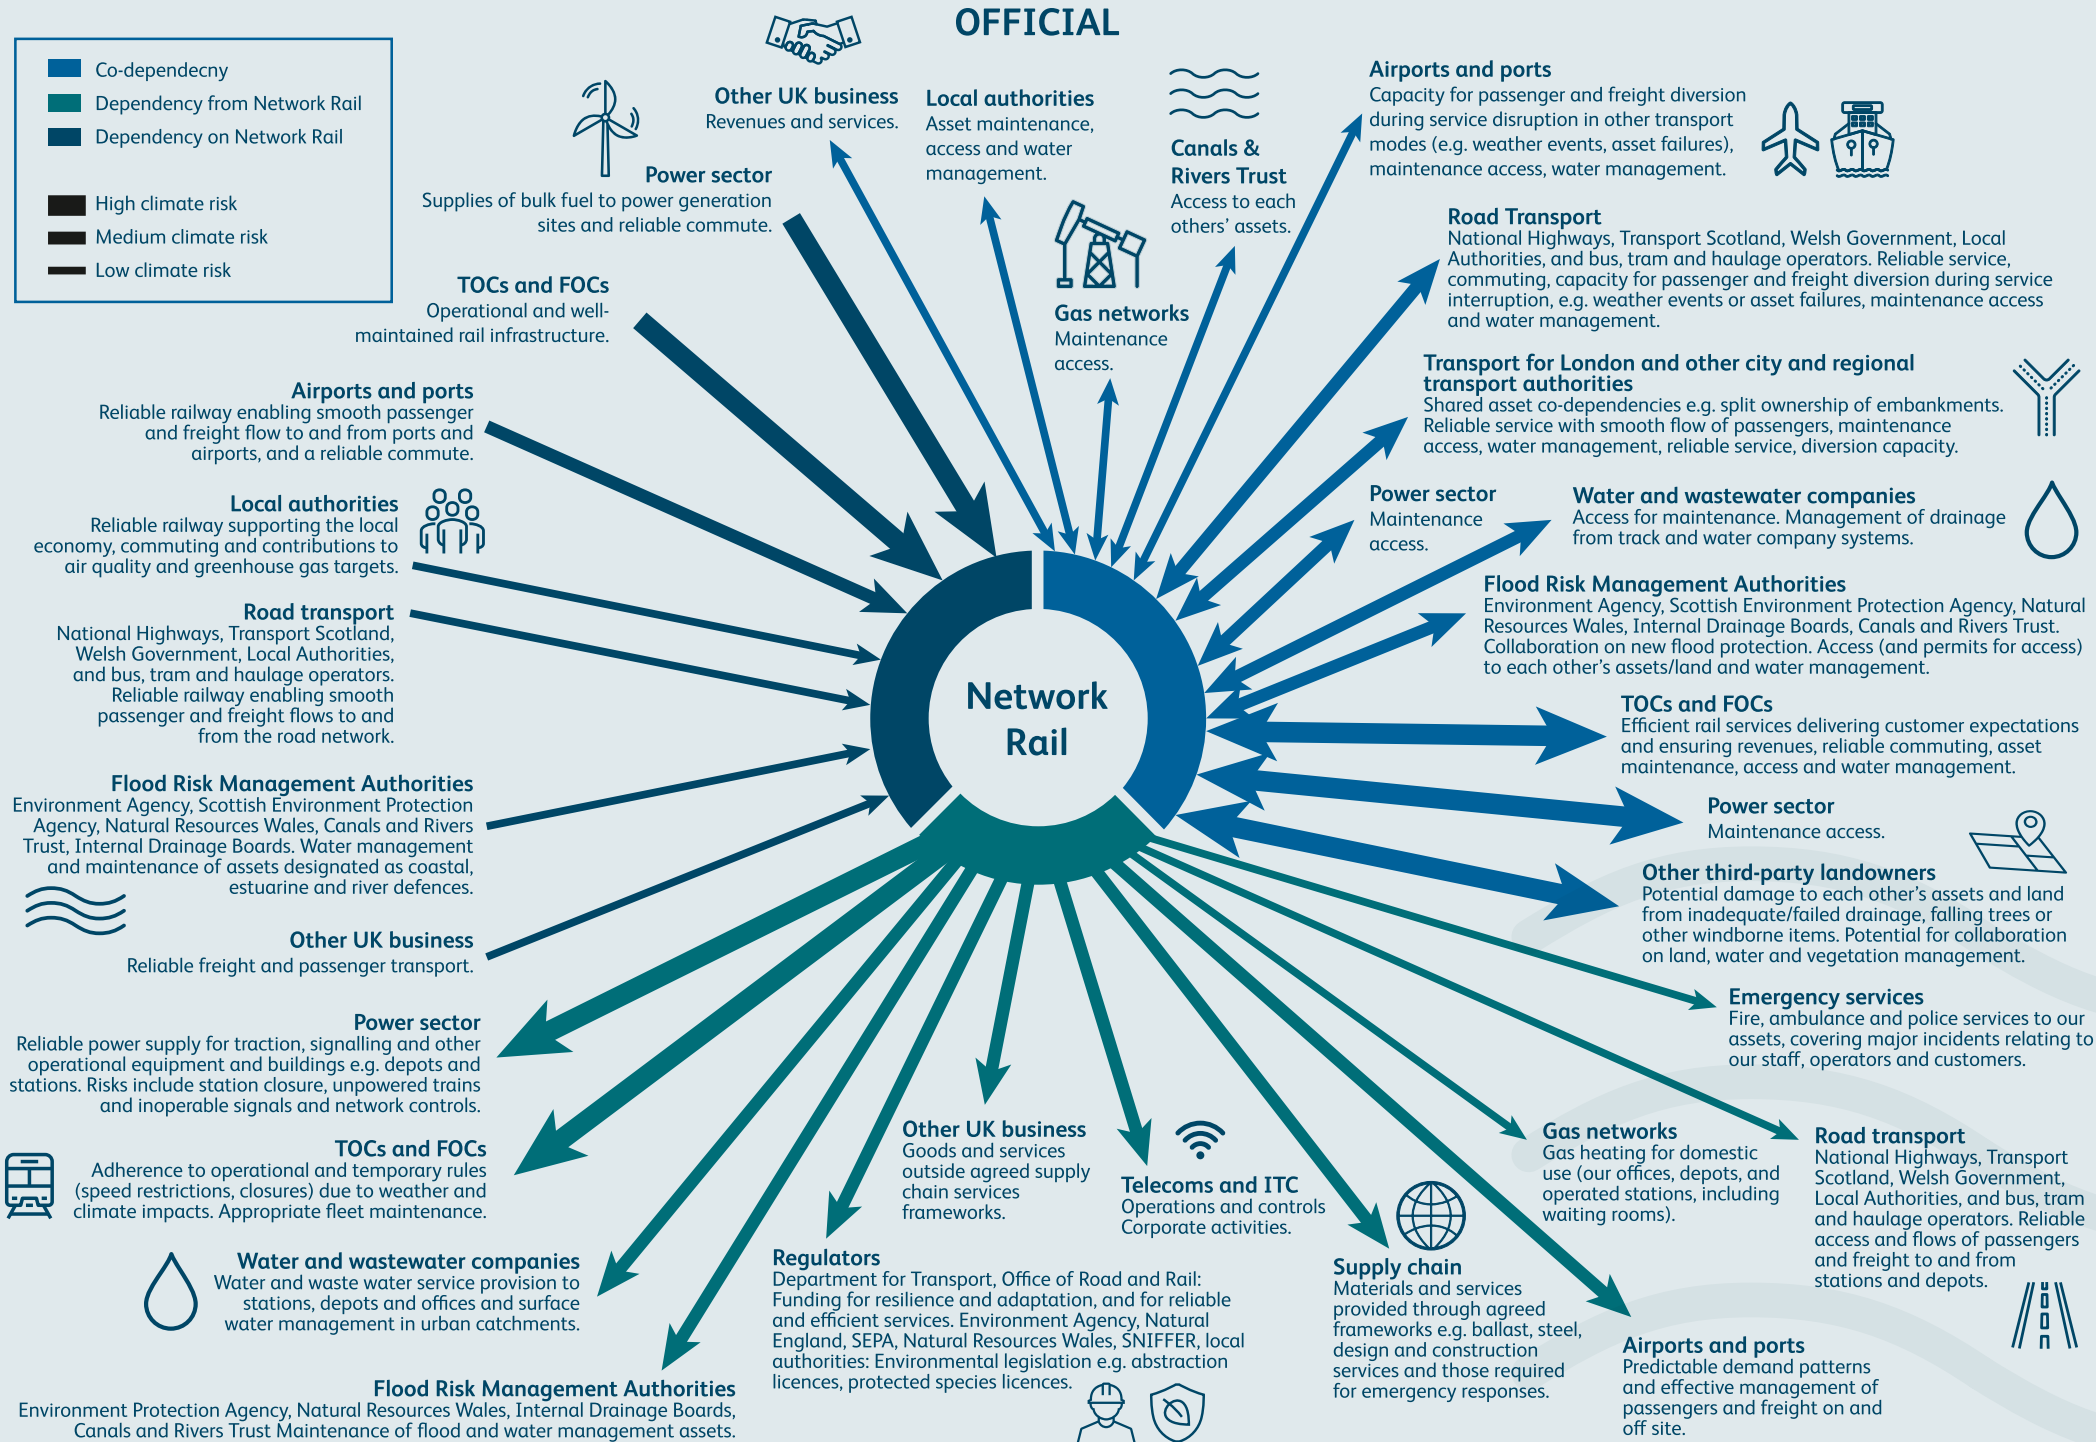 OFFICIAL
Co-dependecny
Dependency from Network Rail
Dependency on Network Rail
High climate risk
Medium climate risk
Low climate risk
Other UK business
Revenues and services.
Local authorities
Asset maintenance,
access and water
management.
Canals &
Rivers Trust
Access to each
others’ assets.
Gas networks
Maintenance
access.
Airports and ports
Capacity for passenger and freight diversion
during service disruption in other transport
modes (e.g. weather events, asset failures),
maintenance access, water management.
Road Transport
National Highways, Transport Scotland, Welsh Government, Local
Authorities, and bus, tram and haulage operators. Reliable service,
commuting, capacity for passenger and freight diversion during service
interruption, e.g. weather events or asset failures, maintenance access
and water management.
Transport for London and other city and regional
transport authorities
Shared asset co-dependencies e.g. split ownership of embankments.
Reliable service with smooth flow of passengers, maintenance
access, water management, reliable service, diversion capacity.
Power sector
Maintenance
access.
Water and wastewater companies
Access for maintenance. Management of drainage
from track and water company systems.
Flood Risk Management Authorities
Environment Agency, Scottish Environment Protection Agency, Natural
Resources Wales, Internal Drainage Boards, Canals and Rivers Trust.
Collaboration on new flood protection. Access (and permits for access)
to each other’s assets/land and water management.
TOCs and FOCs
Efficient rail services delivering customer expectations
and ensuring revenues, reliable commuting, asset
maintenance, access and water management.
Power sector
Maintenance access.
Other third-party landowners
Potential damage to each other’s assets and land
from inadequate/failed drainage, falling trees or
other windborne items. Potential for collaboration
on land, water and vegetation management.
Power sector
Supplies of bulk fuel to power generation
sites and reliable commute.
TOCs and FOCs
Operational and well-
maintained rail infrastructure.
Airports and ports
Reliable railway enabling smooth passenger
and freight flow to and from ports and
airports, and a reliable commute.
Local authorities
Reliable railway supporting the local
economy, commuting and contributions to
air quality and greenhouse gas targets.
Road transport
National Highways, Transport Scotland,
Welsh Government, Local Authorities,
and bus, tram and haulage operators.
Reliable railway enabling smooth
passenger and freight flows to and
from the road network.
Flood Risk Management Authorities
Environment Agency, Scottish Environment Protection
Agency, Natural Resources Wales, Canals and Rivers
Trust, Internal Drainage Boards. Water management
and maintenance of assets designated as coastal,
estuarine and river defences.
Other UK business
Reliable freight and passenger transport.
Network
Rail
Power sector
Reliable power supply for traction, signalling and other
operational equipment and buildings e.g. depots and
stations. Risks include station closure, unpowered trains
and inoperable signals and network controls.
TOCs and FOCs
Adherence to operational and temporary rules
(speed restrictions, closures) due to weather and
climate impacts. Appropriate fleet maintenance.
Water and wastewater companies
Water and waste water service provision to
stations, depots and offices and surface
water management in urban catchments.
Flood Risk Management Authorities
Environment Protection Agency, Natural Resources Wales, Internal Drainage Boards,
Canals and Rivers Trust Maintenance of flood and water management assets.
Regulators
Department for Transport, Office of Road and Rail:
Funding for resilience and adaptation, and for reliable
and efficient services. Environment Agency, Natural
England, SEPA, Natural Resources Wales, SNIFFER, local
authorities: Environmental legislation e.g. abstraction
licences, protected species licences.
Other UK business
Goods and services
outside agreed supply
chain services
frameworks.
Telecoms and ITC
Operations and controls
Corporate activities.
Supply chain
Materials and services
provided through agreed
frameworks e.g. ballast, steel,
design and construction
services and those required
for emergency responses.
Airports and ports
Predictable demand patterns
and effective management of
passengers and freight on and
off site.
Gas networks
Gas heating for domestic
use (our offices, depots, and
operated stations, including
waiting rooms).
Road transport
National Highways, Transport
Scotland, Welsh Government,
Local Authorities, and bus, tram
and haulage operators. Reliable
access and flows of passengers
and freight to and from
stations and depots.
Emergency services
Fire, ambulance and police services to our
assets, covering major incidents relating to
our staff, operators and customers.